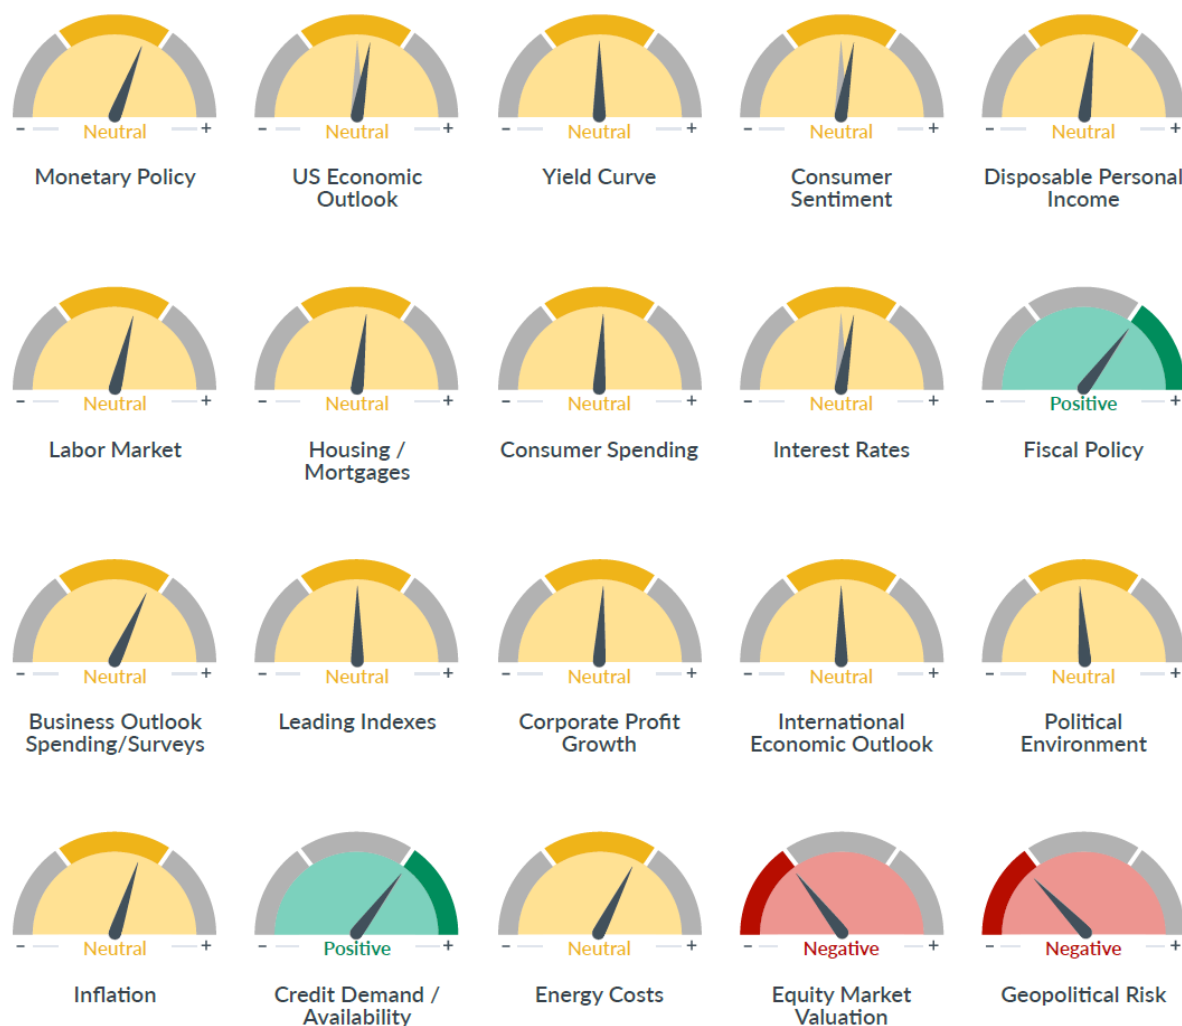 - Neutral +
- Neutral +
- Neutral +
- Neutral +
- Neutral +
Monetary Policy
US Economic
Outlook
Yield Curve
Consumer
Sentiment
Disposable Personal
Income
- Neutral +
- Neutral +
- Neutral +
- Neutral +
- Positive +
Labor Market
Housing /
Mortgages
Consumer Spending
Interest Rates
Fiscal Policy
- Neutral +
- Neutral +
- Neutral +
- Neutral +
- Neutral +
Business Outlook
Spending/Surveys
Leading Indexes
Corporate Profit
Growth
International
Economic Outlook
Political
Environment
- Neutral +
- Positive +
- Neutral +
- Negative +
- Negative +
Inflation
Credit Demand /
Availability
Energy Costs
Equity Market
Valuation
Geopolitical Risk